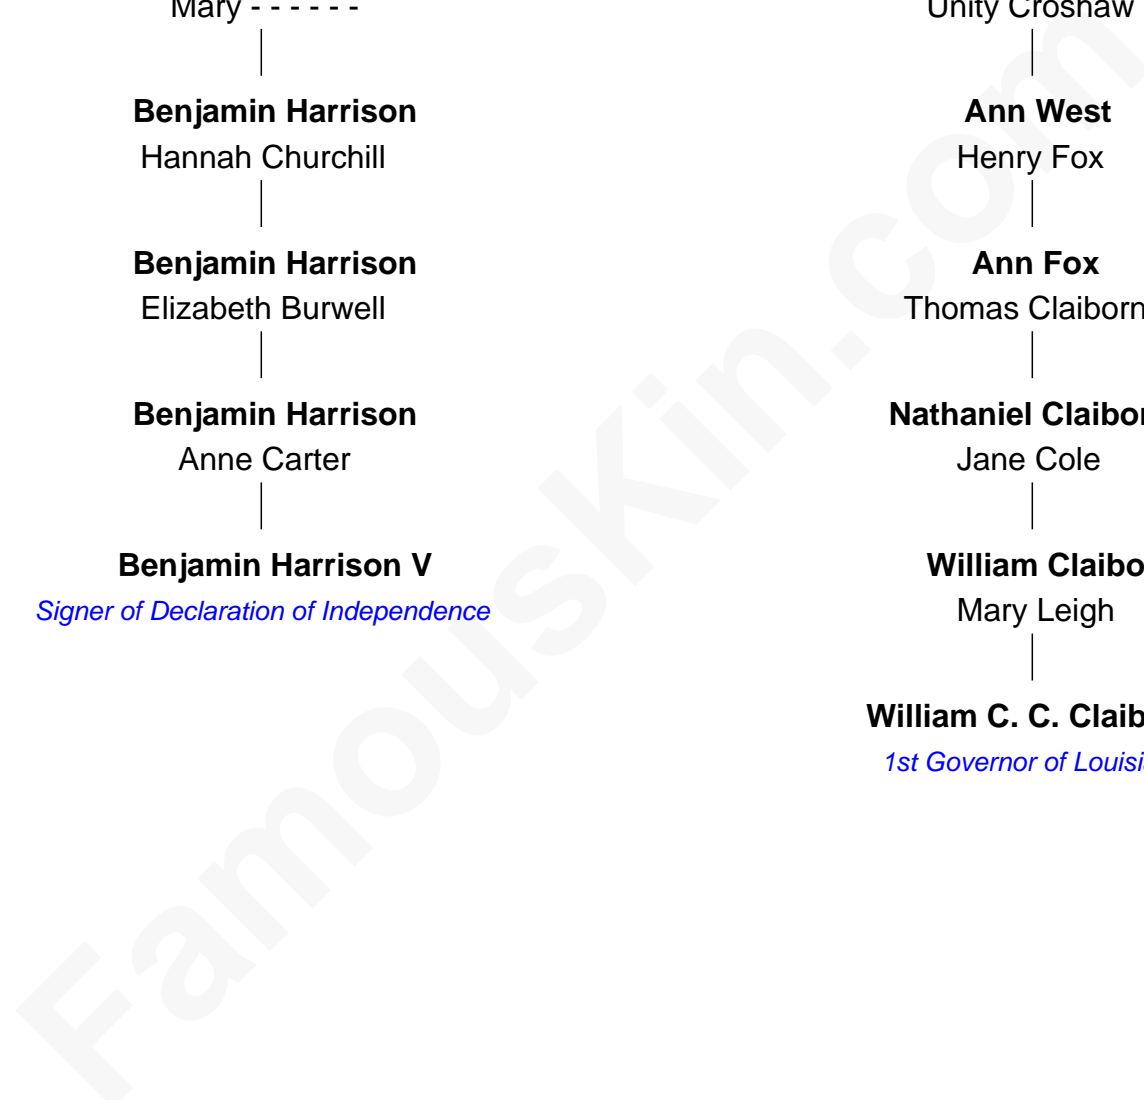 Mary - - - - - -
Benjamin Harrison
Hannah Churchill
Benjamin Harrison
Elizabeth Burwell
Benjamin Harrison
Anne Carter
Benjamin Harrison V
Signer of Declaration of Independence
Unity Croshaw
Ann West
Henry Fox
Ann Fox
Thomas Claiborn
Nathaniel Claibor
Jane Cole
William Claibo
Mary Leigh
William C. C. Claib
1st Governor of Louisi
FamousKin.com